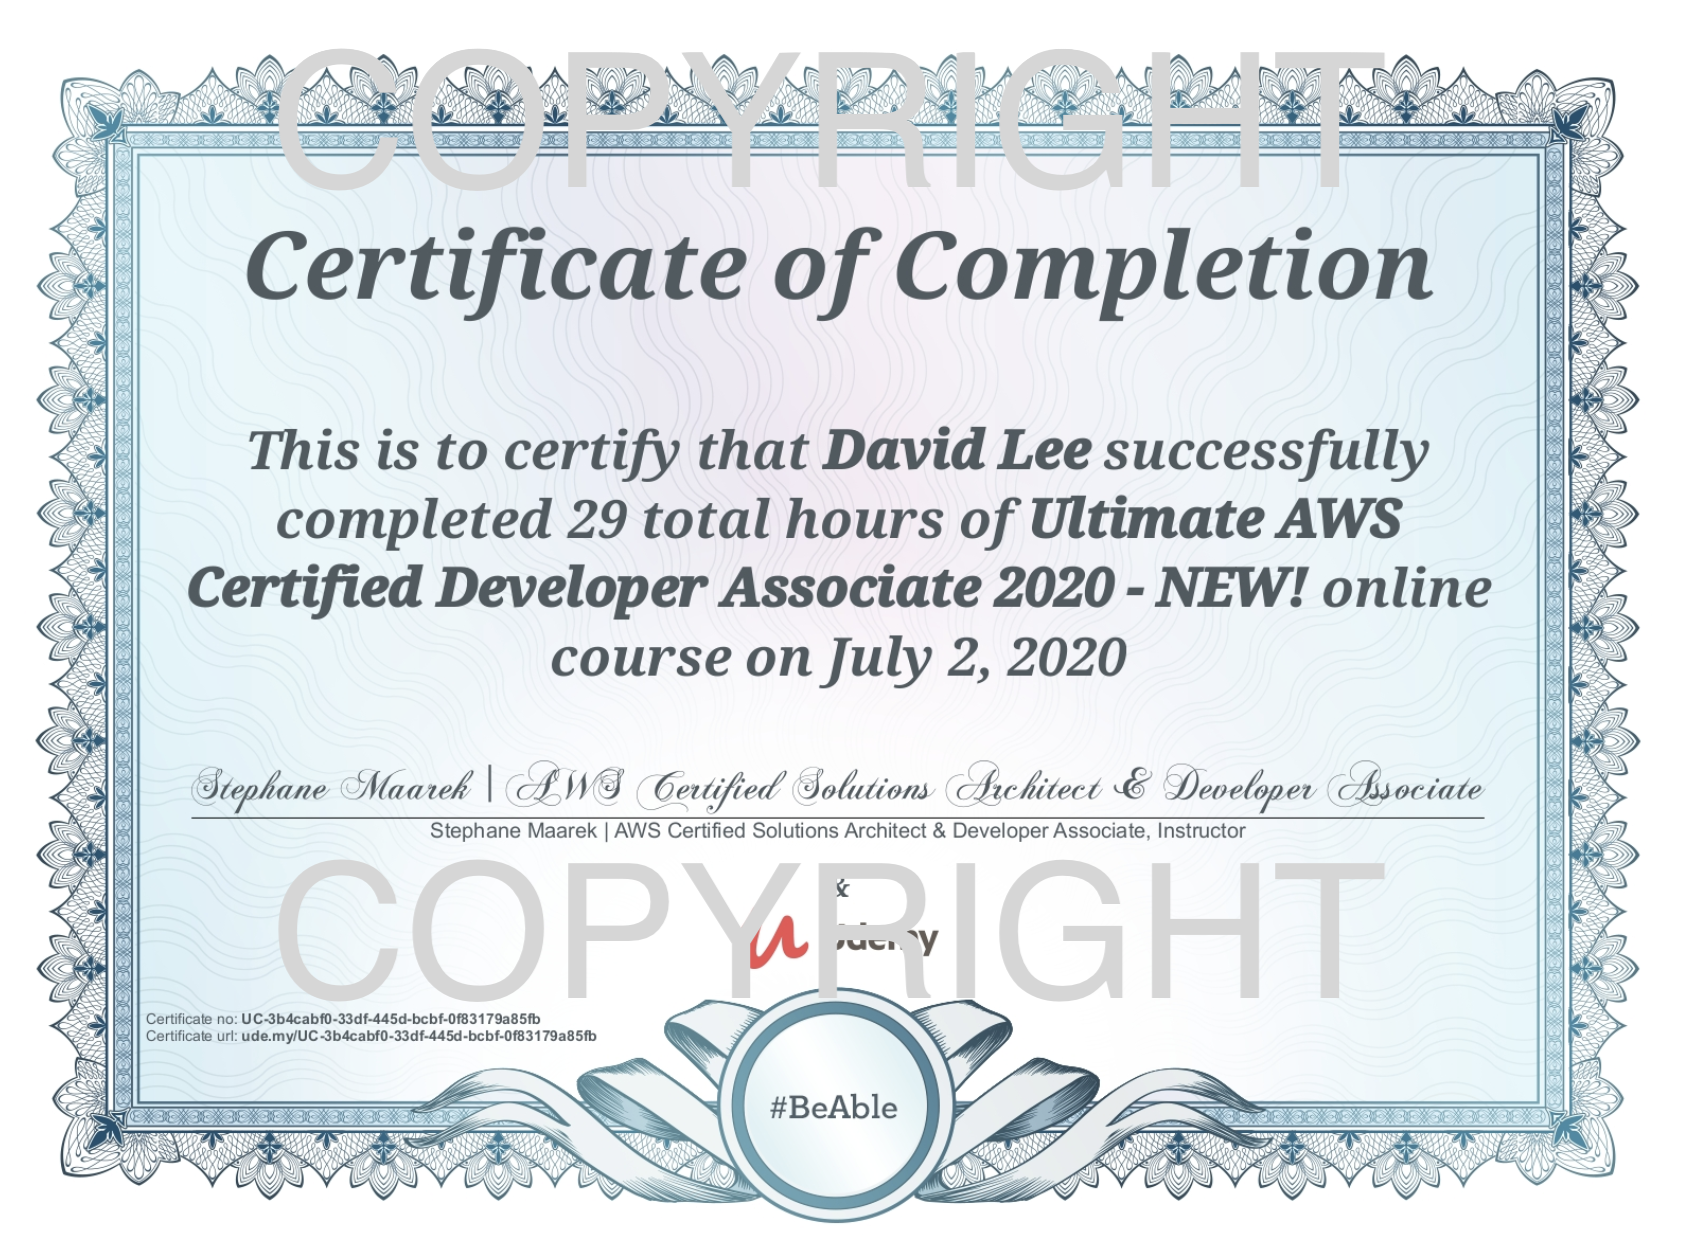 COPYRIGHT
Certificate of Completion
This is to certify that David Lee successfully
completed 29 total hours of Ultimate AWS
Certified Developer Associate 2020 - NEW! online
course on July 2, 2020
Stephane Maarek | AWS Certified Solutions Architect & Developer Associate
Stephane Maarek | AWS Certified Solutions Architect & Developer Associate, Instructor
COPYRIGHT
&
Udemy
Certificate no: UC-3b4cabf0-33df-445d-bcbf-0f83179a85fb
Certificate url: ude.my/UC-3b4cabf0-33df-445d-bcbf-0f83179a85fb
#BeAble